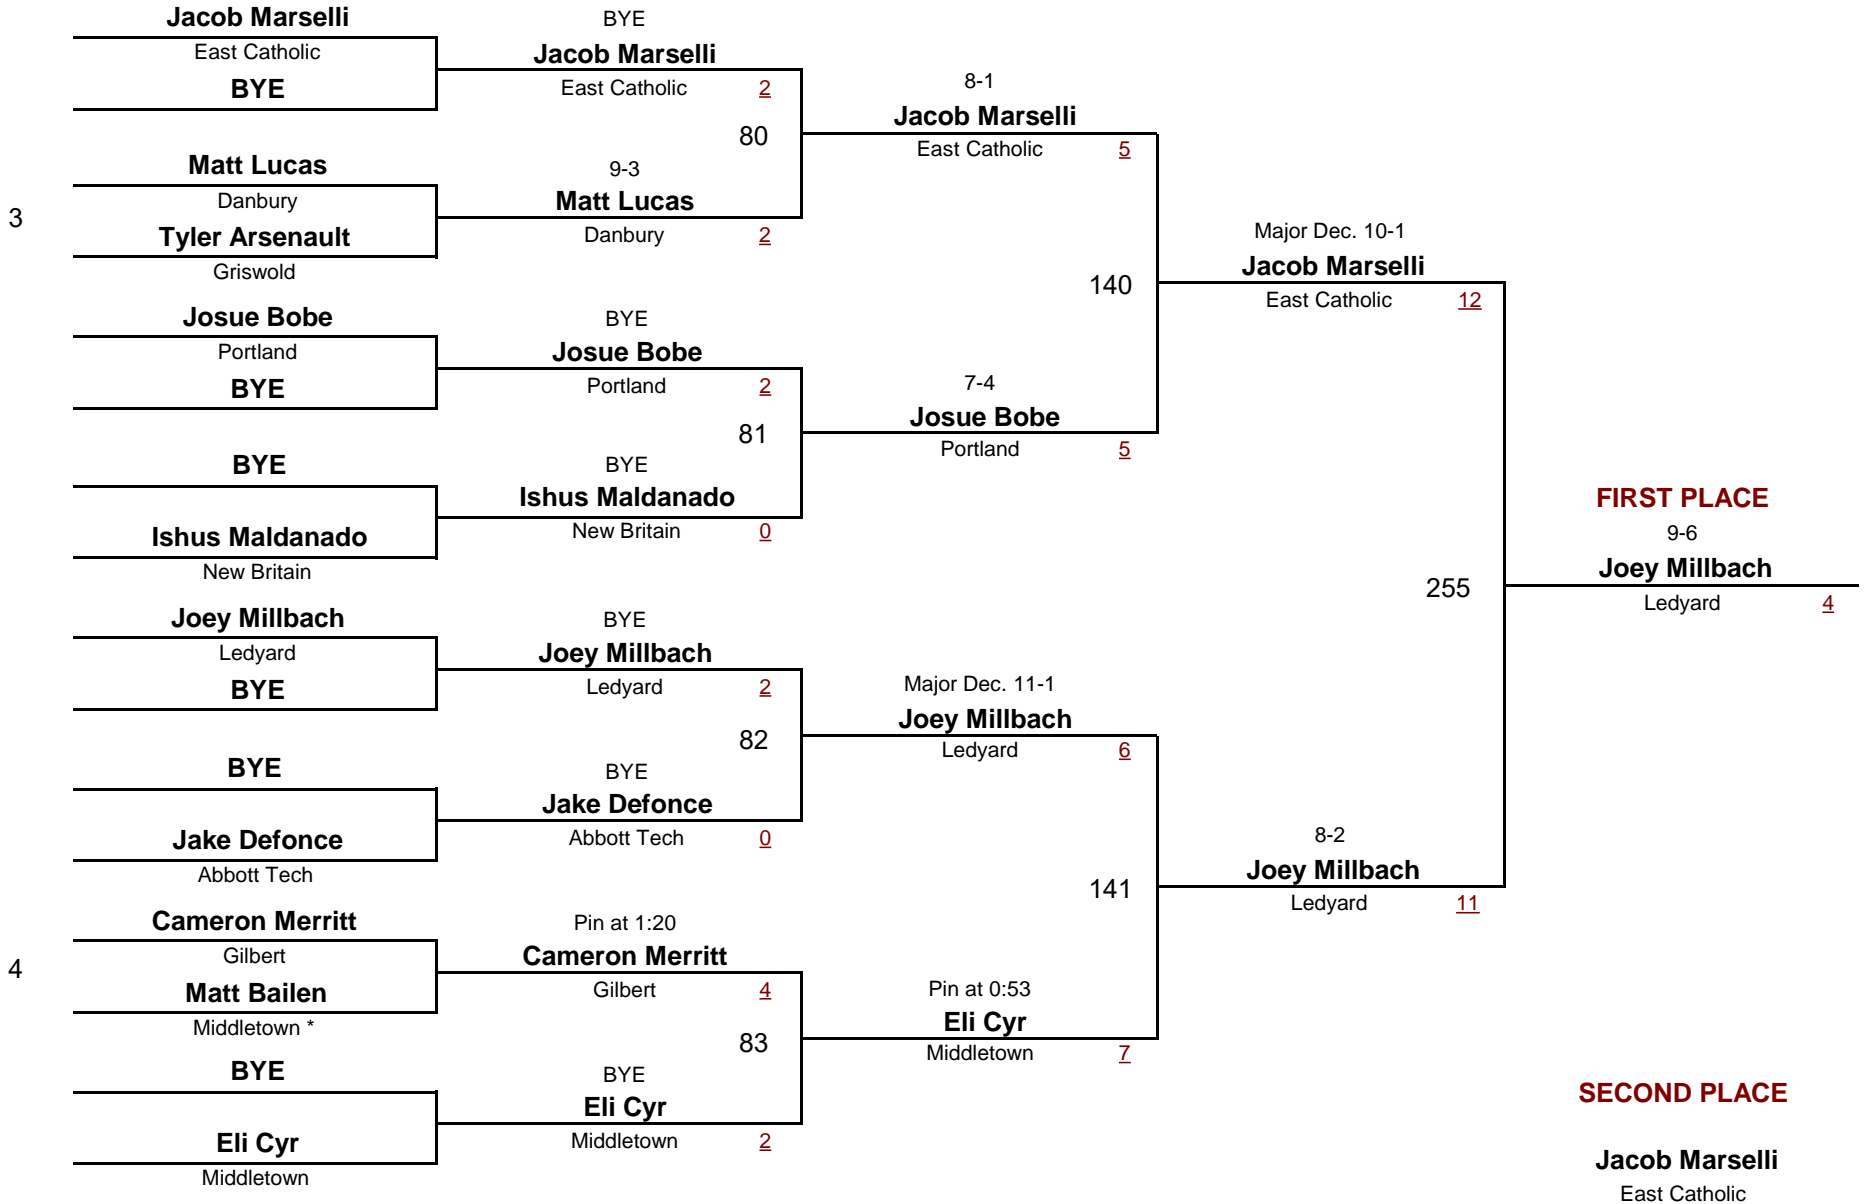 Jacob Marselli
East Catholic
BYE
3
Matt Lucas
Danbury
Tyler Arsenault
Griswold
Josue Bobe
Portland
BYE
BYE
Ishus Maldanado
New Britain
Joey Millbach
Ledyard
BYE
BYE
Jake Defonce
Abbott Tech
4
Cameron Merritt
Gilbert
Matt Bailen
Middletown *
BYE
Eli Cyr
Middletown
BYE
Jacob Marselli
East Catholic 2
80
9-3
Matt Lucas
Danbury 2
BYE
Josue Bobe
Portland 2
81
BYE
Ishus Maldanado
New Britain 0
BYE
Joey Millbach
Ledyard 2
82
BYE
Jake Defonce
Abbott Tech 0
Pin at 1:20
Cameron Merritt
Gilbert 4
83
BYE
Eli Cyr
Middletown 2
8-1
Jacob Marselli
East Catholic 5
140
7-4
Josue Bobe
Portland 5
Major Dec. 11-1
Joey Millbach
Ledyard 6
141
Pin at 0:53
Eli Cyr
Middletown 7
Major Dec. 10-1
Jacob Marselli
East Catholic 12
255
8-2
Joey Millbach
Ledyard 11
FIRST PLACE
9-6
Joey Millbach
Ledyard 4
SECOND PLACE
Jacob Marselli
East Catholic